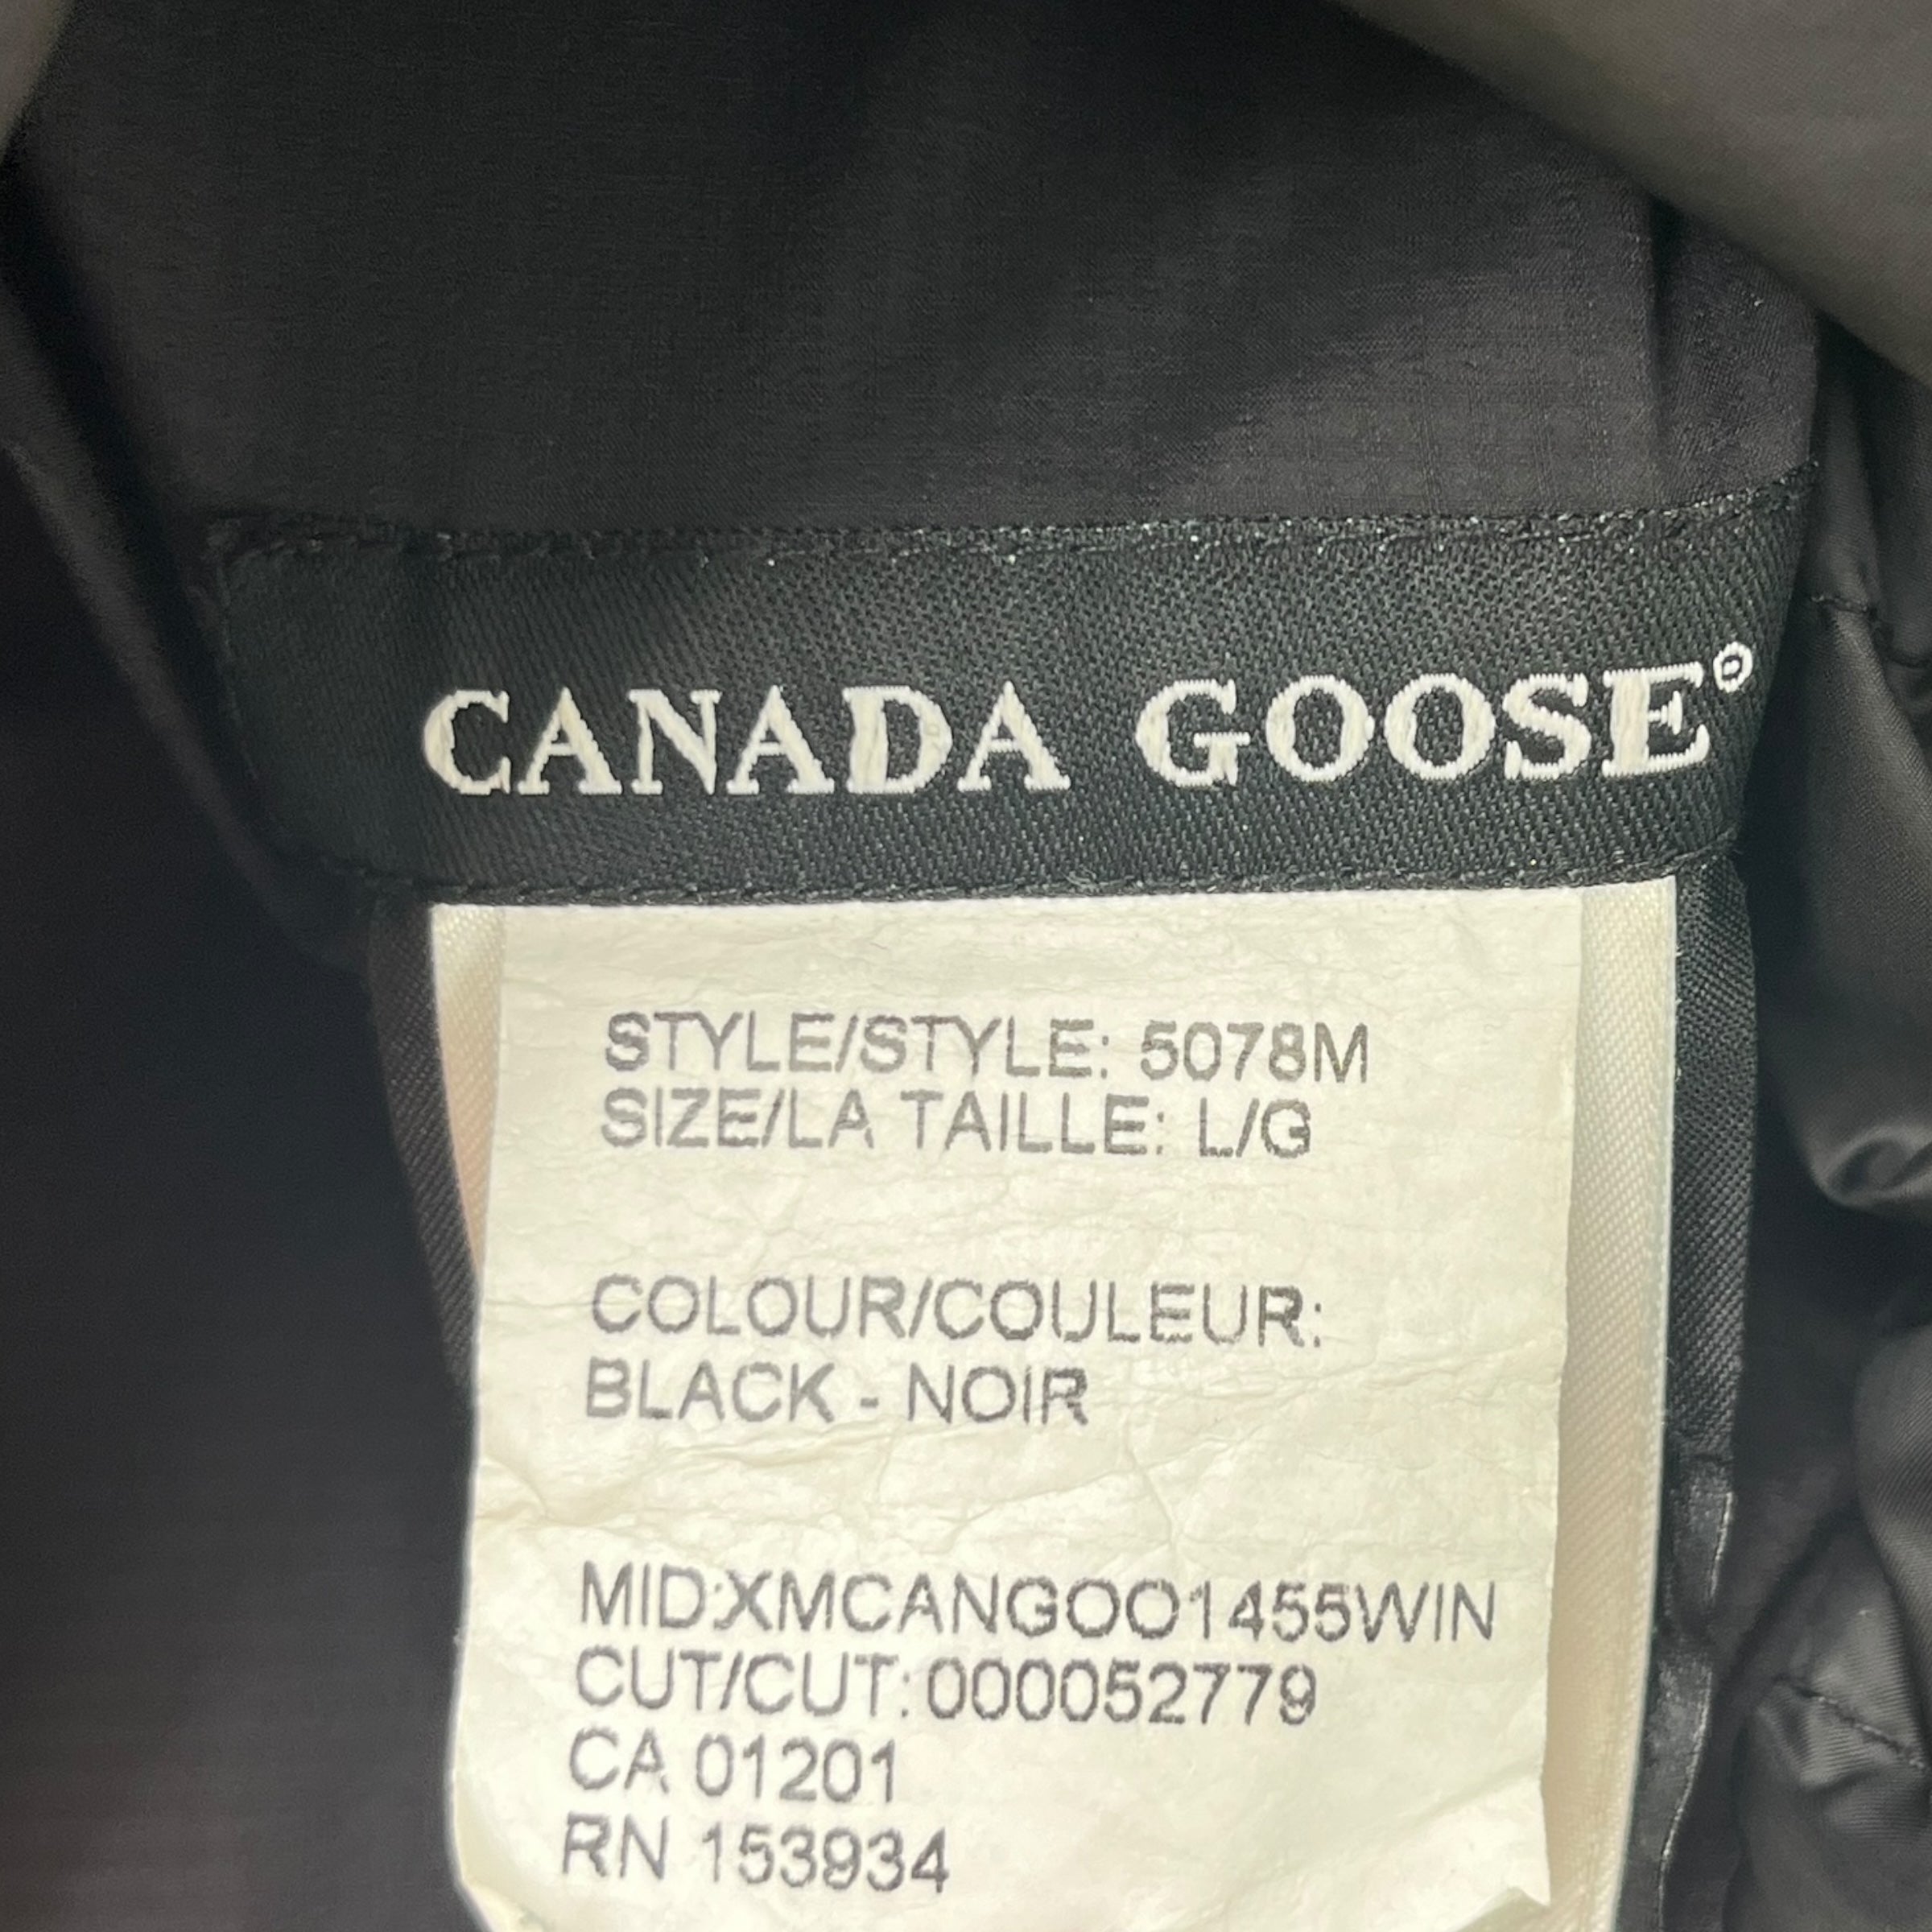 CANADA GOOSE®
STYLE/STYLE: 5078M
SIZE/LA TAILLE: L/G
COLOUR/COULEUR:
BLACK - NOIR
MID:XMCANGOO1455WIN
CUT/CUT: 000052779
CA 01201
RN 153934